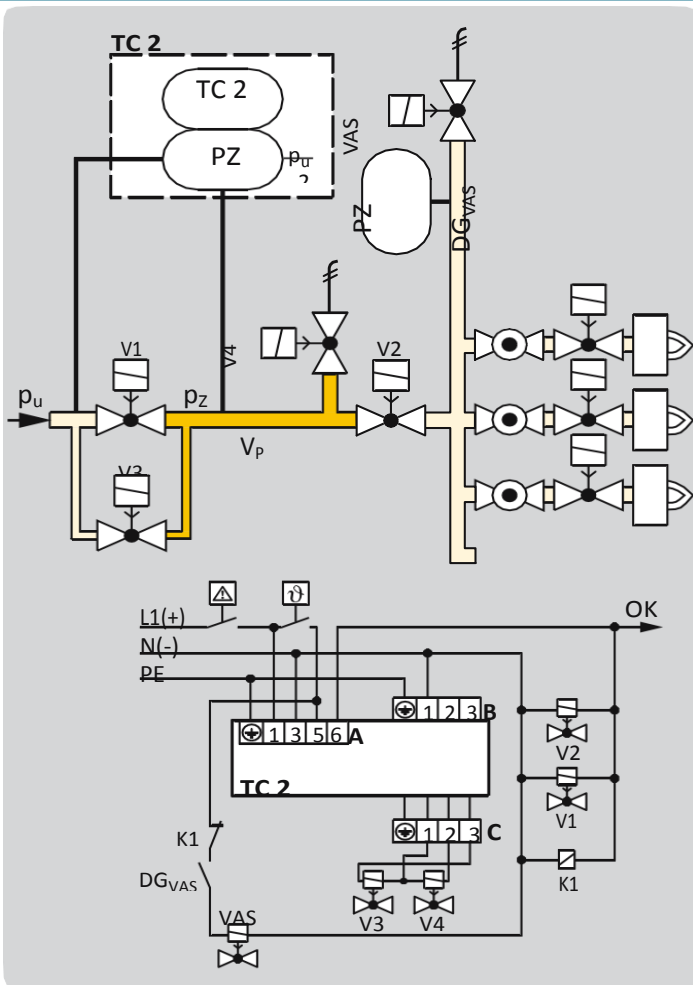 TC 2
TC 2
PZ
pu
2
VAS
PZ
DGVAS
V4
V1
V2
pu
pZ
VP
V3
L1(+)
ϑ
OK
N(-)
PE
1 2 3 B
1 3 5 6 A
TC 2
V2
V1
K1
1 2 3 C
K1
DGVAS
V3 V4
VAS